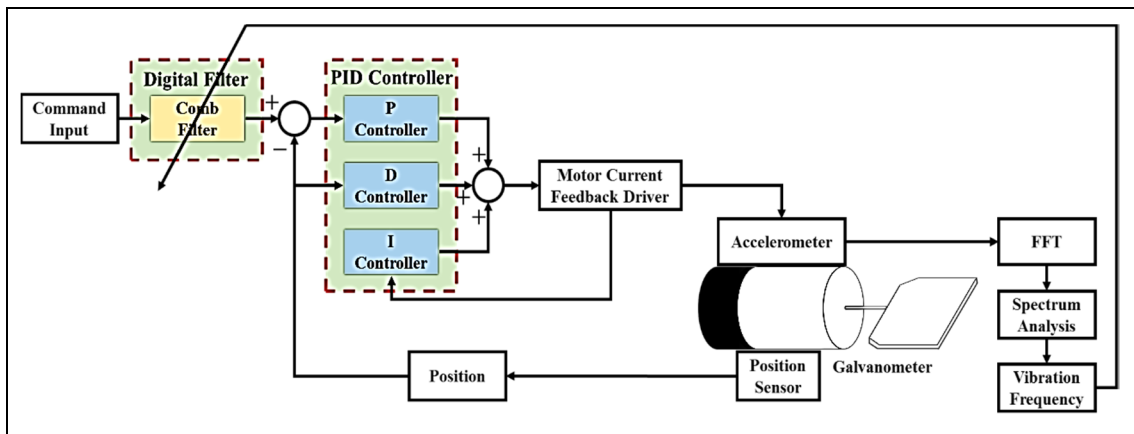 Digital Filter
PID Controller
Command
Input
Comb
Filter
+
−
P
Controller
D
Controller
I
Controller
+
+
+
Motor Current
Feedback Driver
Accelerometer
FFT
Spectrum
Analysis
Vibration
Frequency
Galvanometer
Position
Sensor
Position